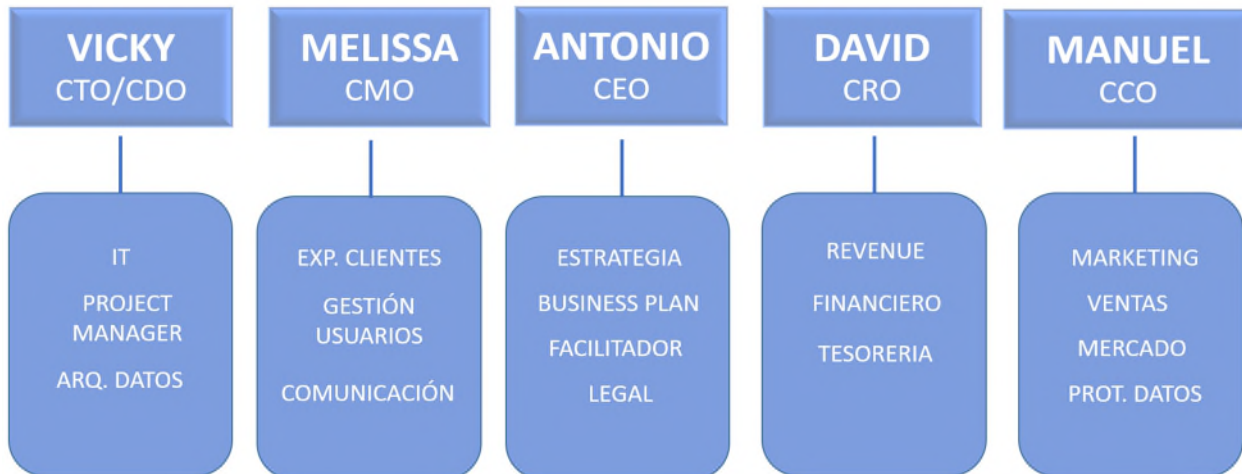 VICKY
CTO/CDO
MELISSA
CMO
ANTONIO
CEO
DAVID
CRO
MANUEL
CCO
IT
PROJECT
MANAGER
ARQ. DATOS
EXP. CLIENTES
GESTIÓN
USUARIOS
COMUNICACIÓN
ESTRATEGIA
BUSINESS PLAN
FACILITADOR
LEGAL
REVENUE
FINANCIERO
TESORERIA
MARKETING
VENTAS
MERCADO
PROT. DATOS